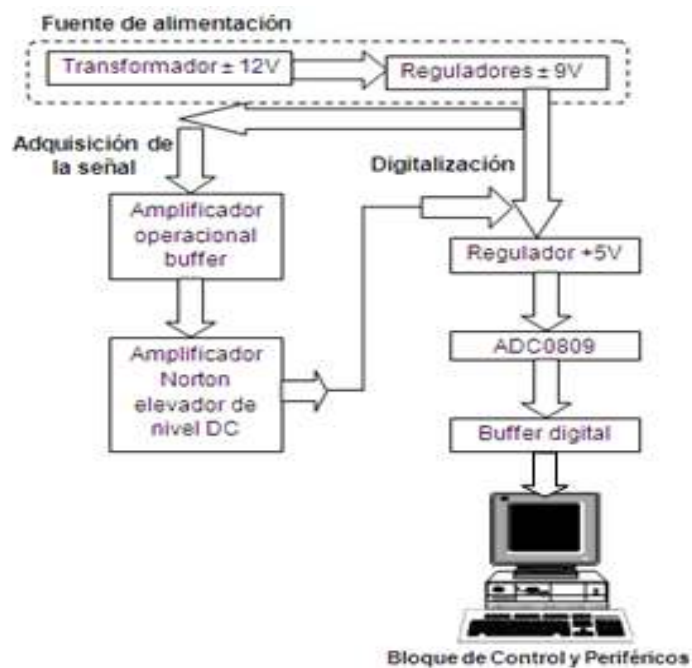 Fuente de alimentación
Transformador ± 12V
Reguladores ± 9V
Adquisición de
la señal
Digitalización
Amplificador
operacional
buffer
Regulador +5V
Amplificador
Norton
elevador de
nivel DC
ADC0809
Buffer digital
Bloque de Control y Periféricos